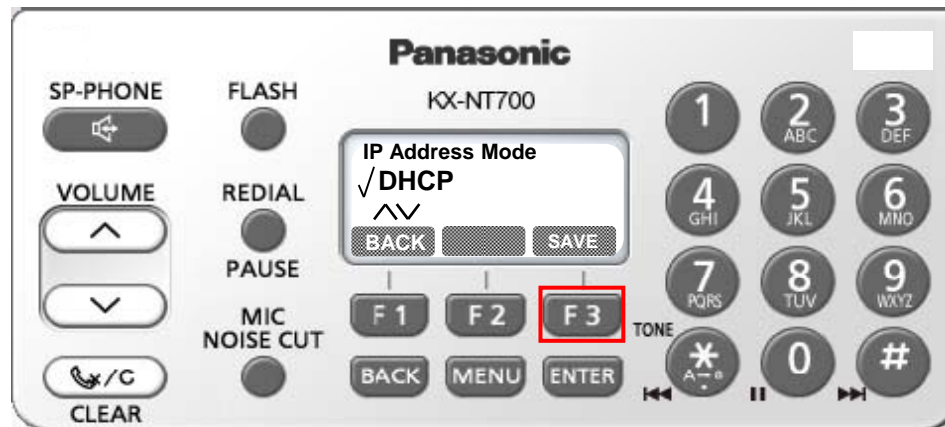 Panasonic
KX-NT700
SP-PHONE
FLASH
VOLUME
REDIAL
PAUSE
MIC
NOISE CUT
CLEAR
/C
IP Address Mode
√DHCP
BACK SAVE
F1 F2 F3
BACK MENU ENTER
1 2 ABC 3 DEF
4 GHI 5 JKL 6 MNO
7 PQRS 8 TUV 9 WXYZ
TONE
* 0 #